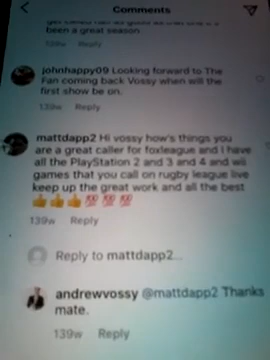 Comments
been a great season
139w Reply
johnhappy09 Looking forward to The
Fan coming back Vossy when will the
first show be on.
139w Reply
mattdapp2 Hi vossy how's things you
are a great caller for foxleague and I have
all the PlayStation 2 and 3 and 4 and wii
games that you call on rugby league live
keep up the great work and all the best
👍👍👍💯💯💯
139w Reply
Reply to mattdapp2...
andrewvossy @mattdapp2 Thanks
mate.
139w Reply